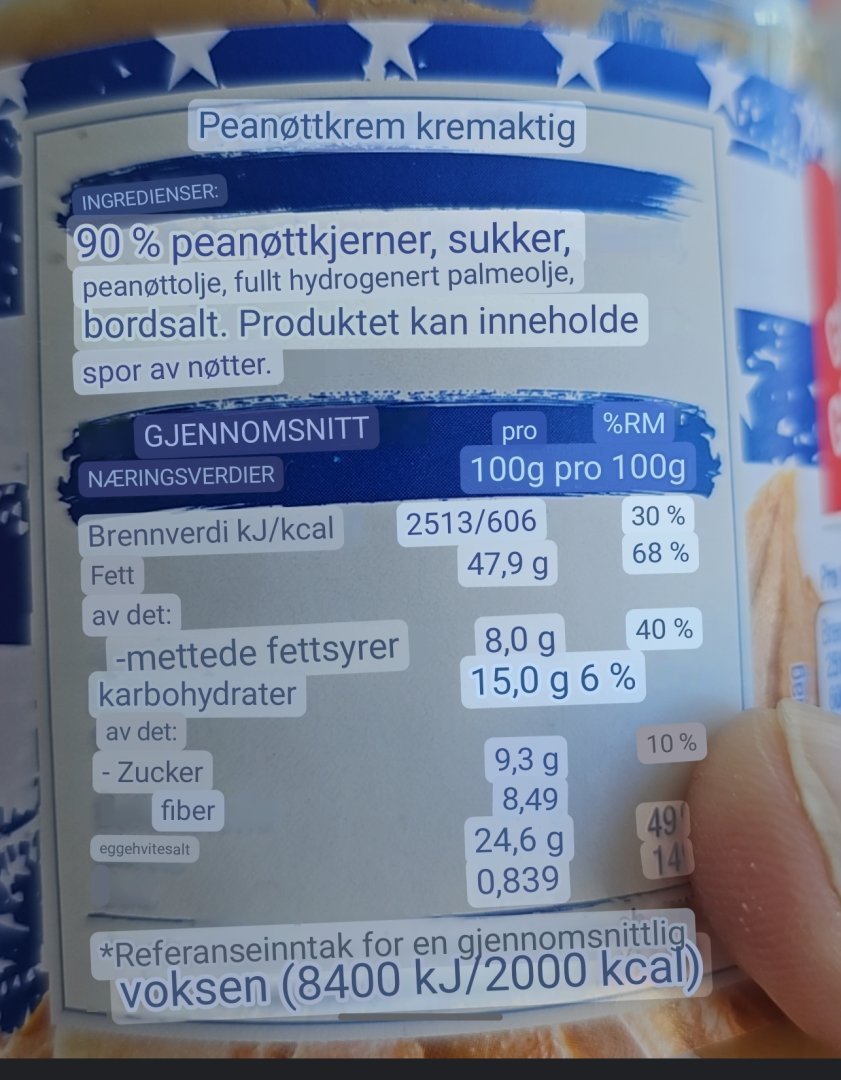 Peanøttkrem kremaktig
INGREDIENSER:
90 % peanøttkjerner, sukker,
peanøttolje, fullt hydrogenert palmeolje,
bordsalt. Produktet kan inneholde
spor av nøtter.
GJENNOMSNITT pro %RM
NÆRINGSVERDIER 100g pro 100g
Brennverdi kJ/kcal 2513/606 30 %
Fett 47,9 g 68 %
av det:
-mettede fettsyrer 8,0 g 40 %
karbohydrater 15,0 g 6 %
av det:
- Zucker 9,3 g 10 %
fiber 8,49
eggehvitesalt 24,6 g 49
0,839 14
*Referanseinntak for en gjennomsnittlig
voksen (8400 kJ/2000 kcal)